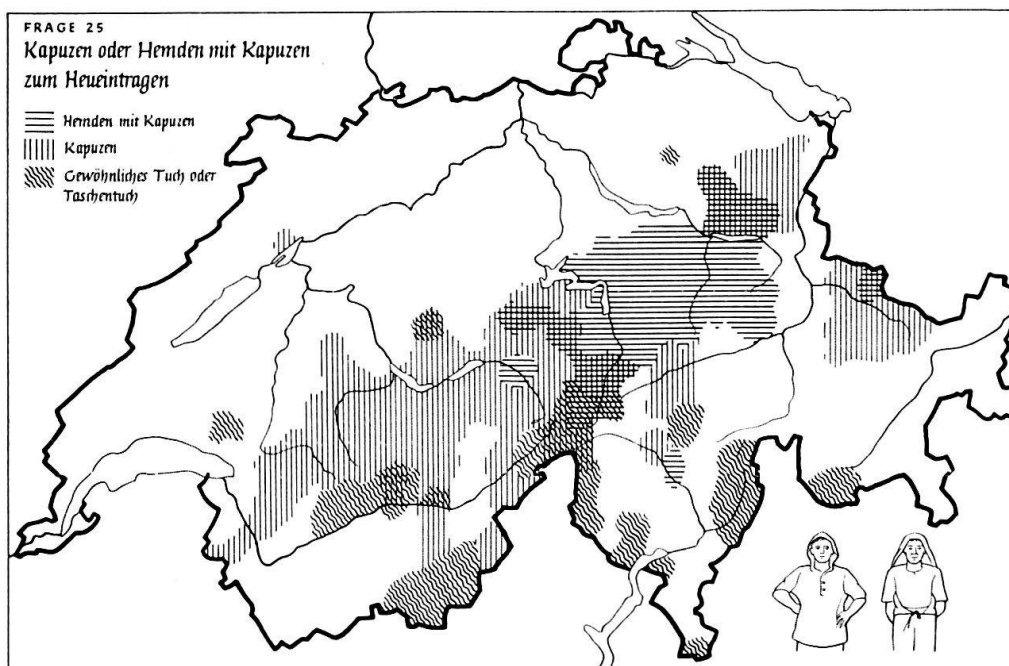 FRAGE 25
Kapuzen oder Hemden mit Kapuzen
zum Heueintragen
Hemden mit Kapuzen
Kapuzen
Gewöhnliches Tuch oder
Taschentuch